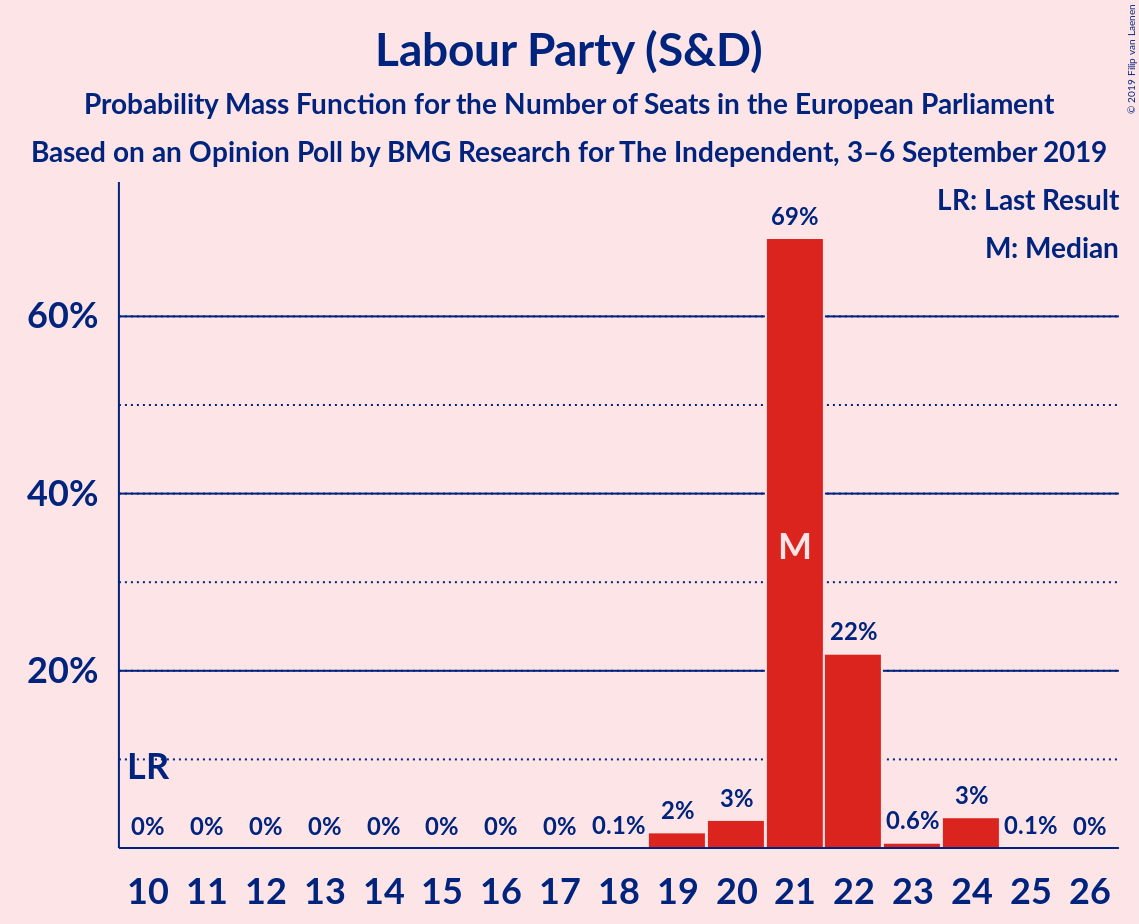 Labour Party (S&D)
Probability Mass Function for the Number of Seats in the European Parliament
Based on an Opinion Poll by BMG Research for The Independent, 3–6 September 2019
© 2019 Filip van Laenen
LR: Last Result
M: Median
60%
40%
20%
LR
M
0% 0% 0% 0% 0% 0% 0% 0% 0.1% 2% 3% 69% 22% 0.6% 3% 0.1% 0%
10 11 12 13 14 15 16 17 18 19 20 21 22 23 24 25 26